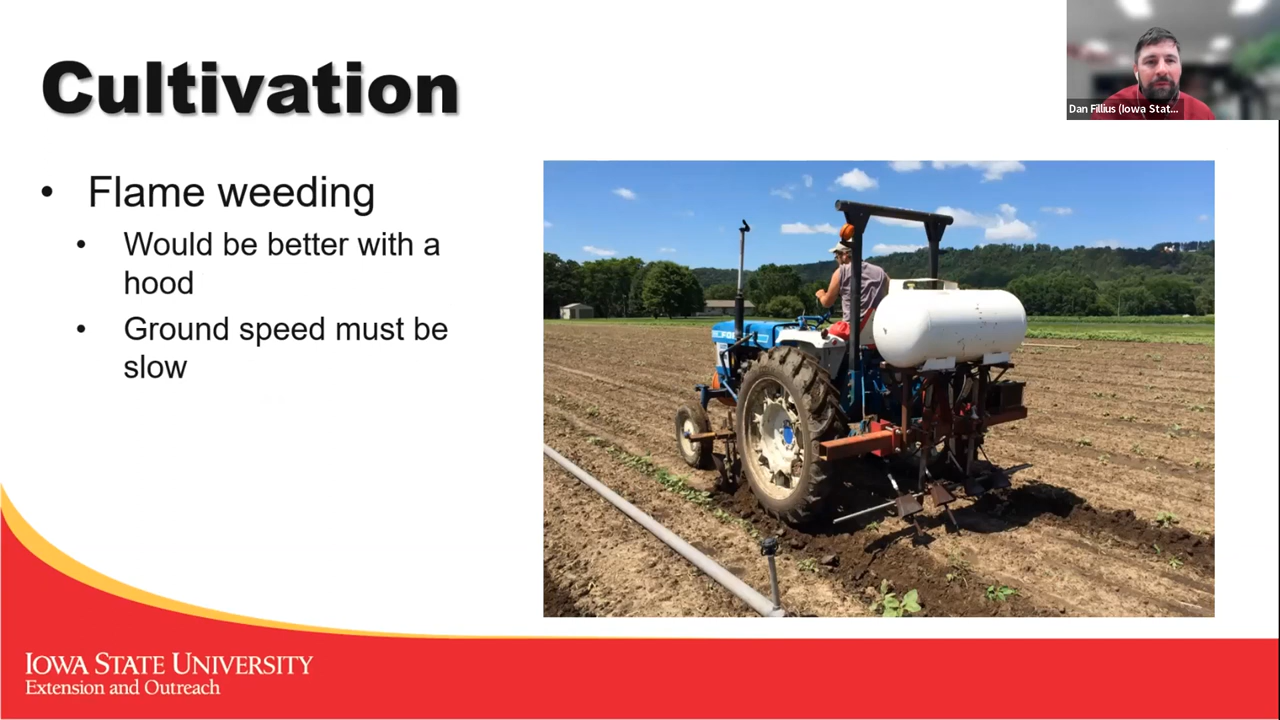 Cultivation
Dan Fillius (Iowa Stat...
• Flame weeding
• Would be better with a
hood
• Ground speed must be
slow
IOWA STATE UNIVERSITY
Extension and Outreach